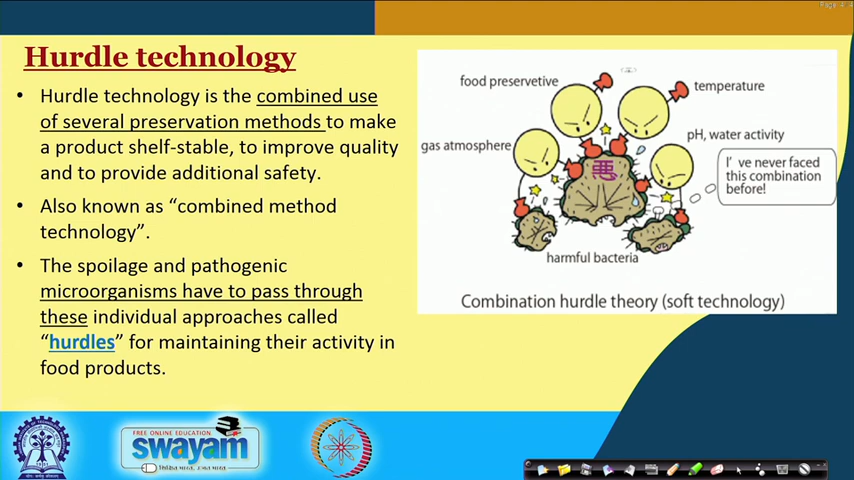 Hurdle technology
• Hurdle technology is the combined use
of several preservation methods to make
a product shelf-stable, to improve quality
and to provide additional safety.
• Also known as “combined method
technology”.
• The spoilage and pathogenic
microorganisms have to pass through
these individual approaches called
“hurdles” for maintaining their activity in
food products.
food preservetive
temperature
gas atmosphere
pH, water activity
I’ve never faced
this combination
before!
悪
harmful bacteria
Combination hurdle theory (soft technology)
FREE ONLINE EDUCATION
swayam
शिक्षित भारत, उन्नत भारत